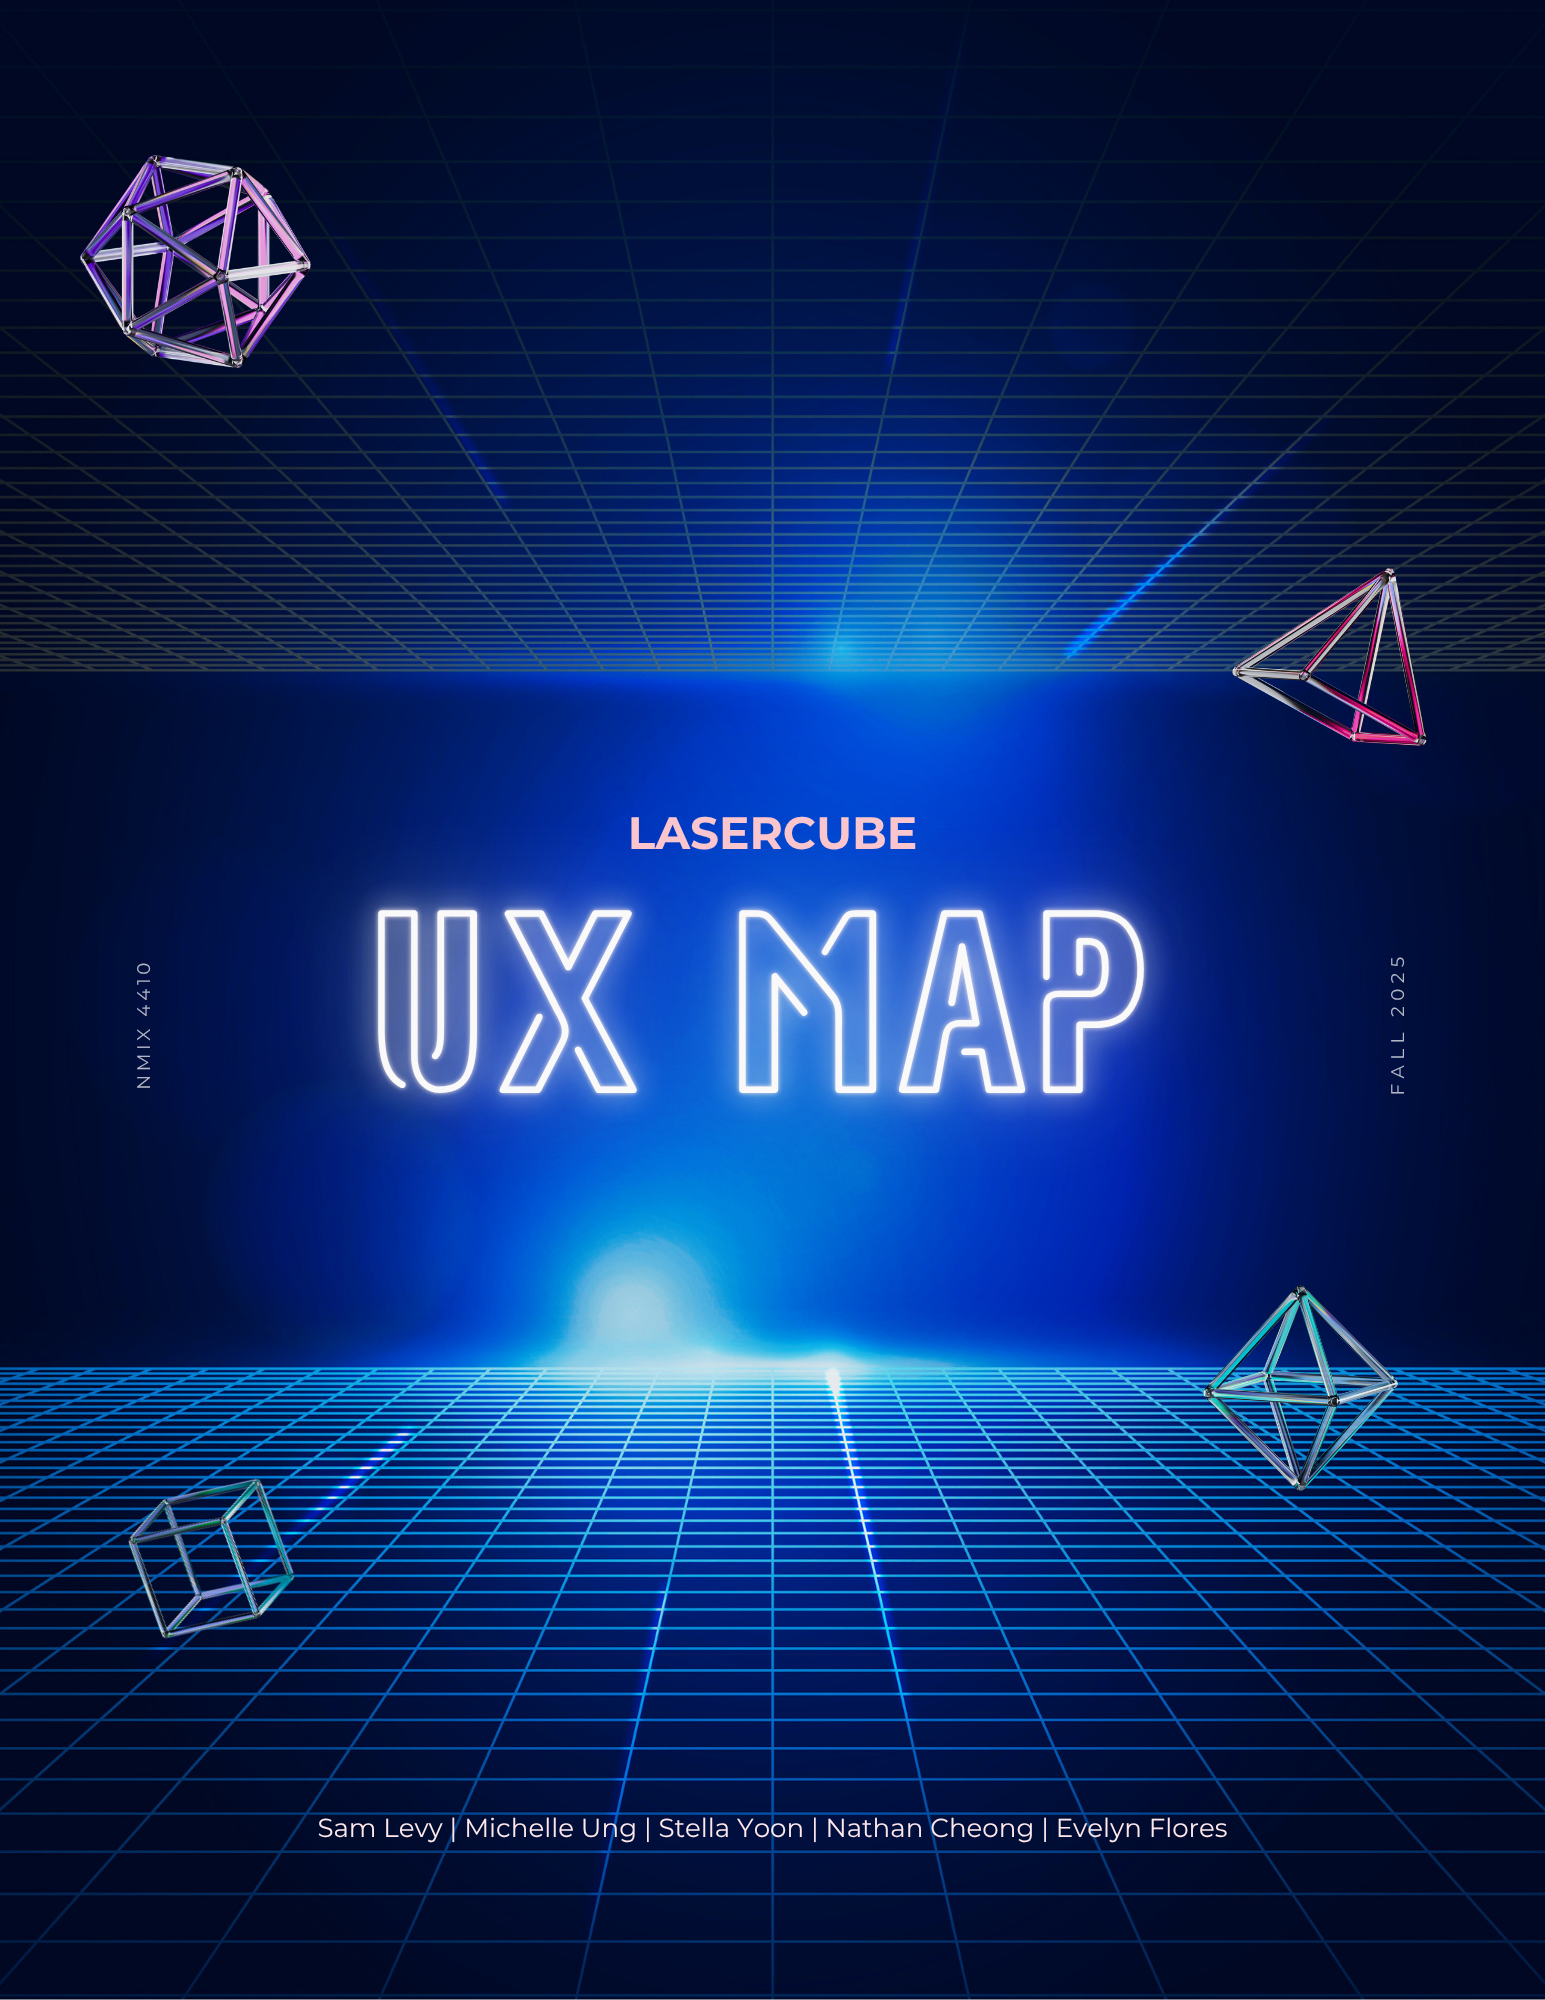 LASERCUBE
UX MAP
NMIX 4410
FALL 2025
Sam Levy | Michelle Ung | Stella Yoon | Nathan Cheong | Evelyn Flores